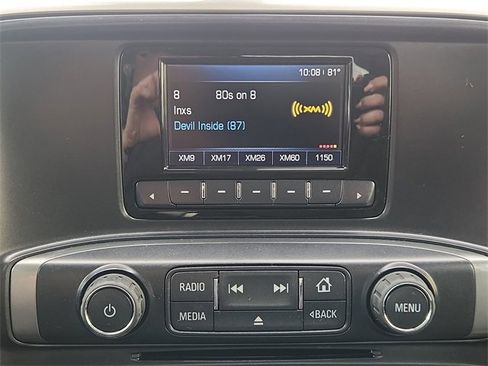 10:08 81°
8 80s on 8
Inxs
XM
Devil Inside (87)
XM9 XM17 XM26 XM60 1150
RADIO
MENU
MEDIA
BACK